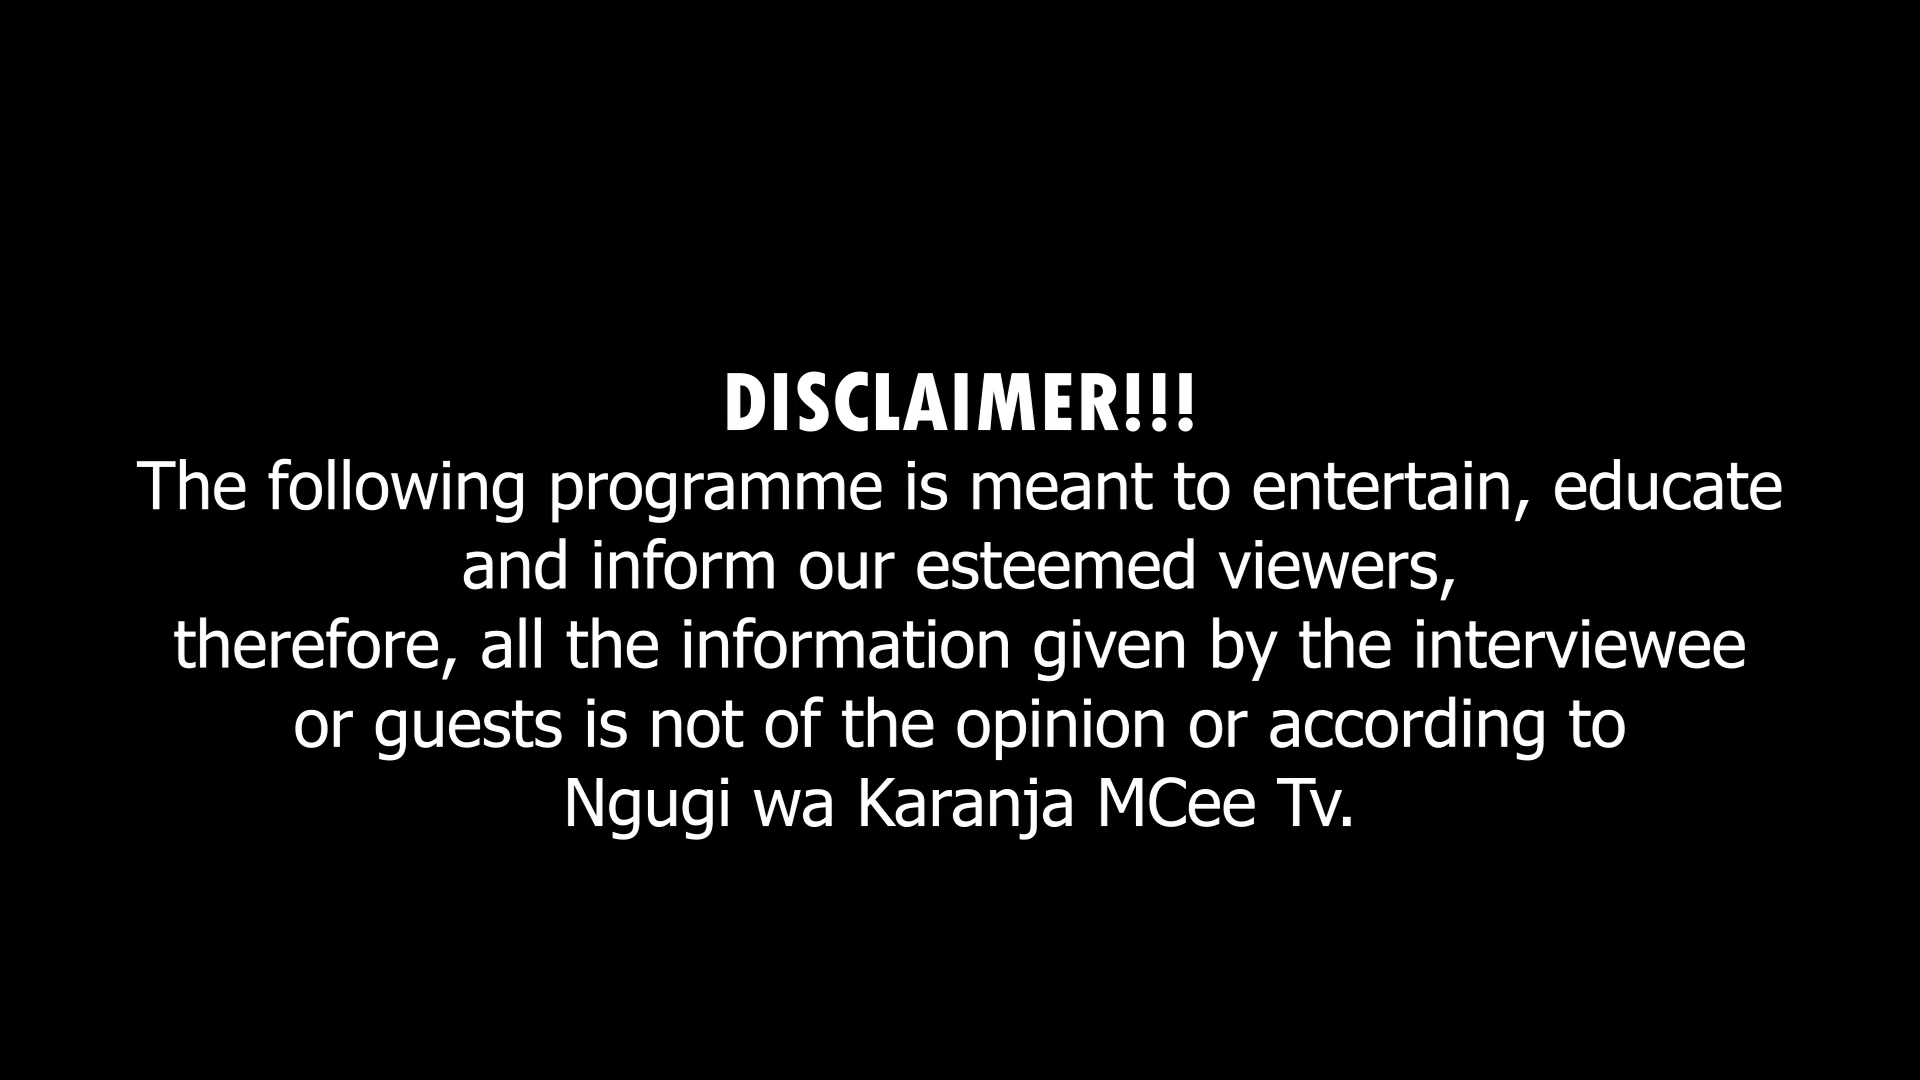 DISCLAIMER!!!
The following programme is meant to entertain, educate
and inform our esteemed viewers,
therefore, all the information given by the interviewee
or guests is not of the opinion or according to
Ngugi wa Karanja MCee Tv.